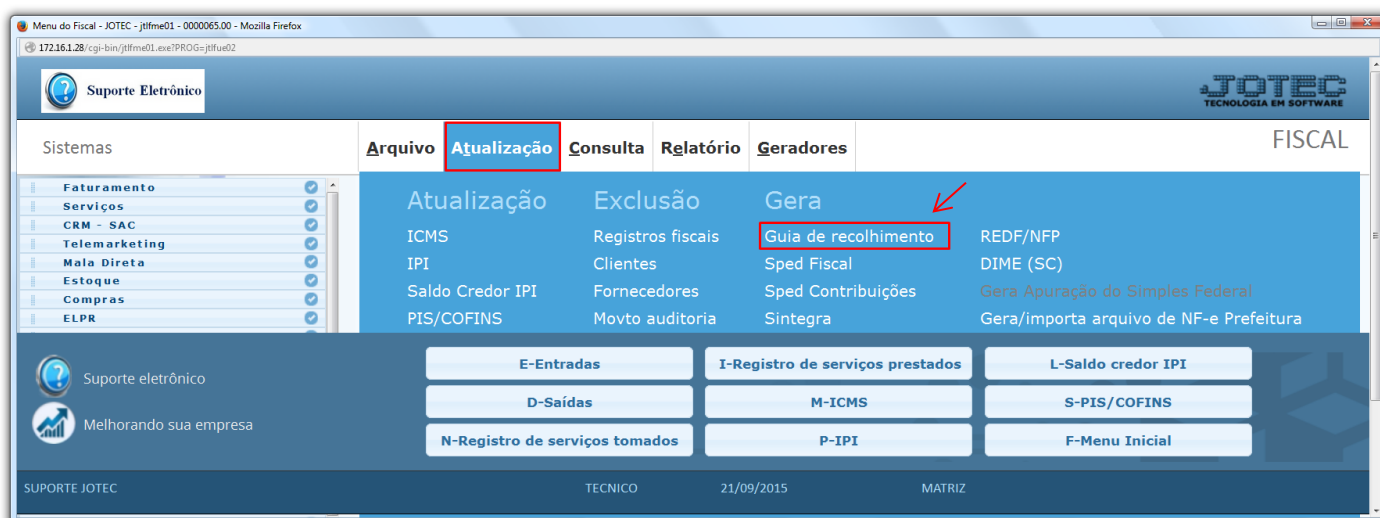 Menu do Fiscal - JOTEC - jtlfme01 - 0000065.00 - Mozilla Firefox
172.16.1.28/cgi-bin/jtlfme01.exe?PROG=jtlfue02
Suporte Eletrônico
JOTEC
TECNOLOGIA EM SOFTWARE
Sistemas
Arquivo Atualização Consulta Relatório Geradores
FISCAL
Faturamento
Serviços
CRM - SAC
Telemarketing
Mala Direta
Estoque
Compras
ELPR
Atualização Exclusão Gera
ICMS Registros fiscais Guia de recolhimento REDF/NFP
IPI Clientes Sped Fiscal DIME (SC)
Saldo Credor IPI Fornecedores Sped Contribuições Gera Apuração do Simples Federal
PIS/COFINS Movto auditoria Sintegra Gera/importa arquivo de NF-e Prefeitura
Suporte eletrônico
Melhorando sua empresa
E-Entradas I-Registro de serviços prestados L-Saldo credor IPI
D-Saídas M-ICMS S-PIS/COFINS
N-Registro de serviços tomados P-IPI F-Menu Inicial
SUPORTE JOTEC TECNICO 21/09/2015 MATRIZ